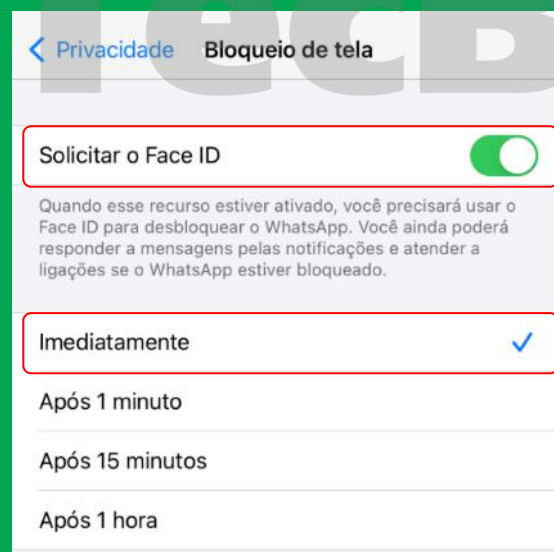 TecB
Privacidade Bloqueio de tela
Solicitar o Face ID
Quando esse recurso estiver ativado, você precisará usar o
Face ID para desbloquear o WhatsApp. Você ainda poderá
responder a mensagens pelas notificações e atender a
ligações se o WhatsApp estiver bloqueado.
Imediatamente
Após 1 minuto
Após 15 minutos
Após 1 hora